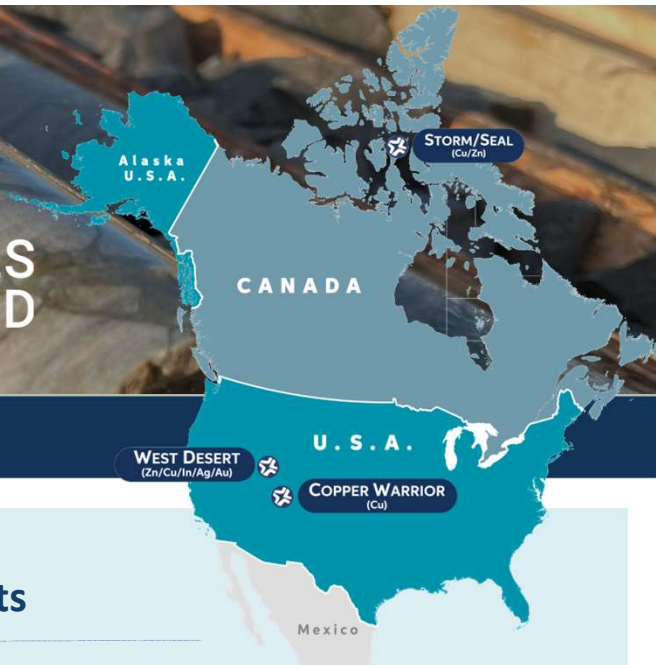 STORM/SEAL
(Cu/Zn)
Alaska
U.S.A.
CANADA
U.S.A.
WEST DESERT
(Zn/Cu/In/Ag/Au)
COPPER WARRIOR
(Cu)
Mexico